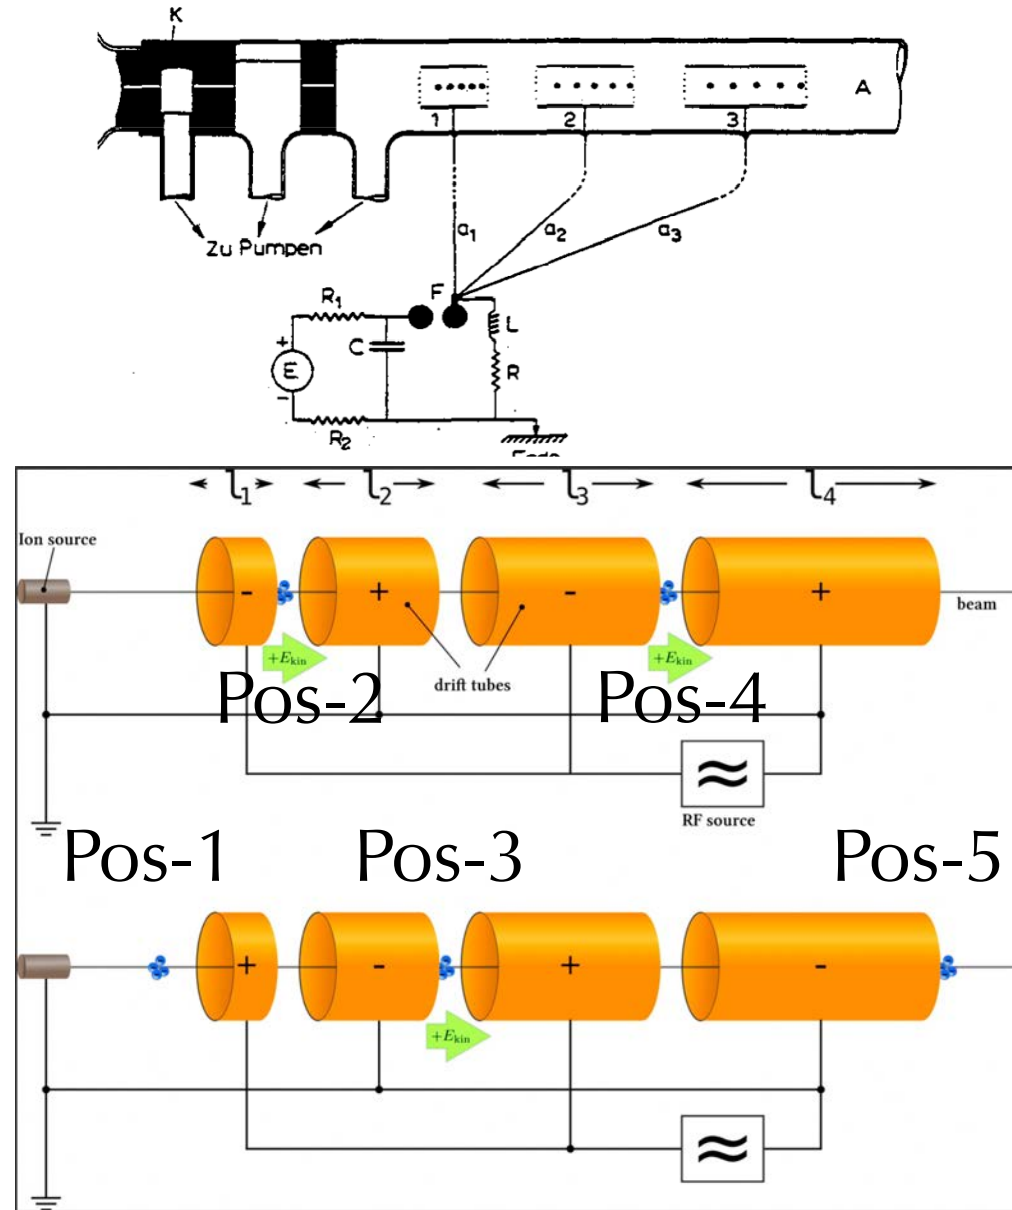 K
A
1 2 3
Zu Pumpen
a1 a2 a3
R1 F
L
C
+
E
R
-
R2
l1 l2 l3 l4
Ion source
- + - +
beam
+Ekin +Ekin
drift tubes
Pos-2 Pos-4
≈
RF source
Pos-1 Pos-3 Pos-5
+ - + -
+Ekin
≈